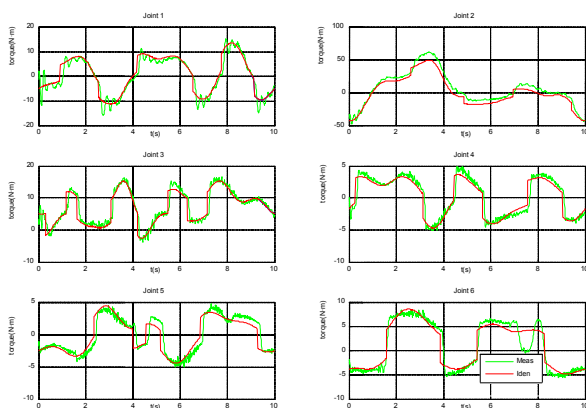 Joint 1
torque(N·m)
20
10
0
-10
-20
0 2 4 6 8 10
t(s)
Joint 2
torque(N·m)
100
50
0
-50
0 2 4 6 8 10
t(s)
Joint 3
torque(N·m)
20
10
0
-10
0 2 4 6 8 10
t(s)
Joint 4
torque(N·m)
5
0
-5
-10
0 2 4 6 8 10
t(s)
Joint 5
torque(N·m)
5
0
-5
-10
0 2 4 6 8 10
t(s)
Joint 6
torque(N·m)
10
5
0
-5
-10
0 2 4 6 8 10
t(s)
Meas
Iden